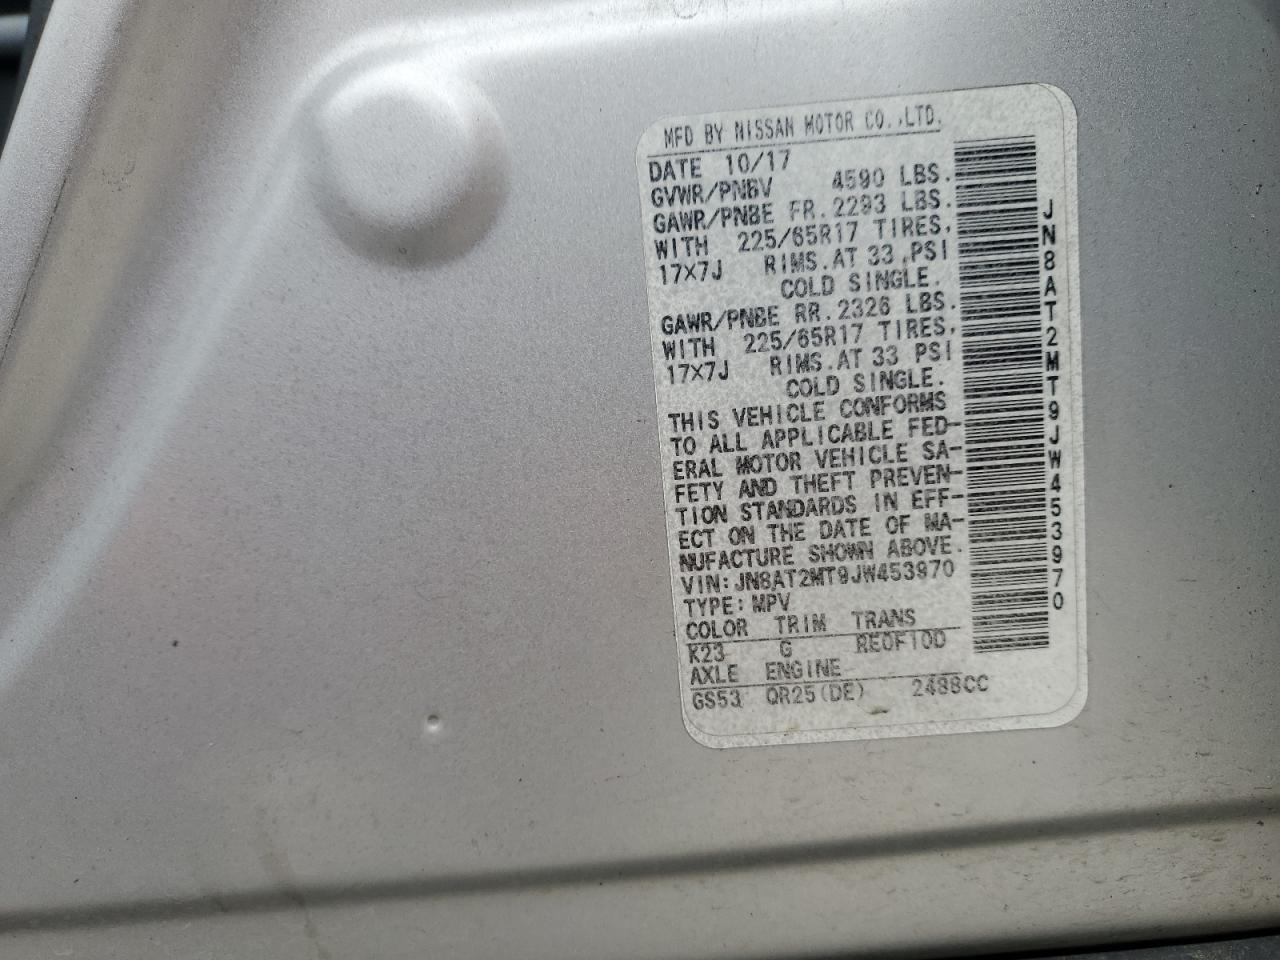 MFD BY NISSAN MOTOR CO.,LTD.
DATE 10/17
GVWR/PNBV 4590 LBS.
GAWR/PNBE FR.2293 LBS.
WITH 225/65R17 TIRES,
17X7J RIMS.AT 33 PSI
COLD SINGLE.
GAWR/PNBE RR.2326 LBS.
WITH 225/65R17 TIRES,
17X7J RIMS.AT 33 PSI
COLD SINGLE.
THIS VEHICLE CONFORMS
TO ALL APPLICABLE FED-
ERAL MOTOR VEHICLE SA-
FETY AND THEFT PREVEN-
TION STANDARDS IN EFF-
ECT ON THE DATE OF MA-
NUFACTURE SHOWN ABOVE.
VIN:JN8AT2MT9JW453970
TYPE:MPV
COLOR TRIM TRANS
K23 G RE0F10D
AXLE ENGINE
GS53 QR25(DE) 2488CC
JN8AT2MT9JW453970